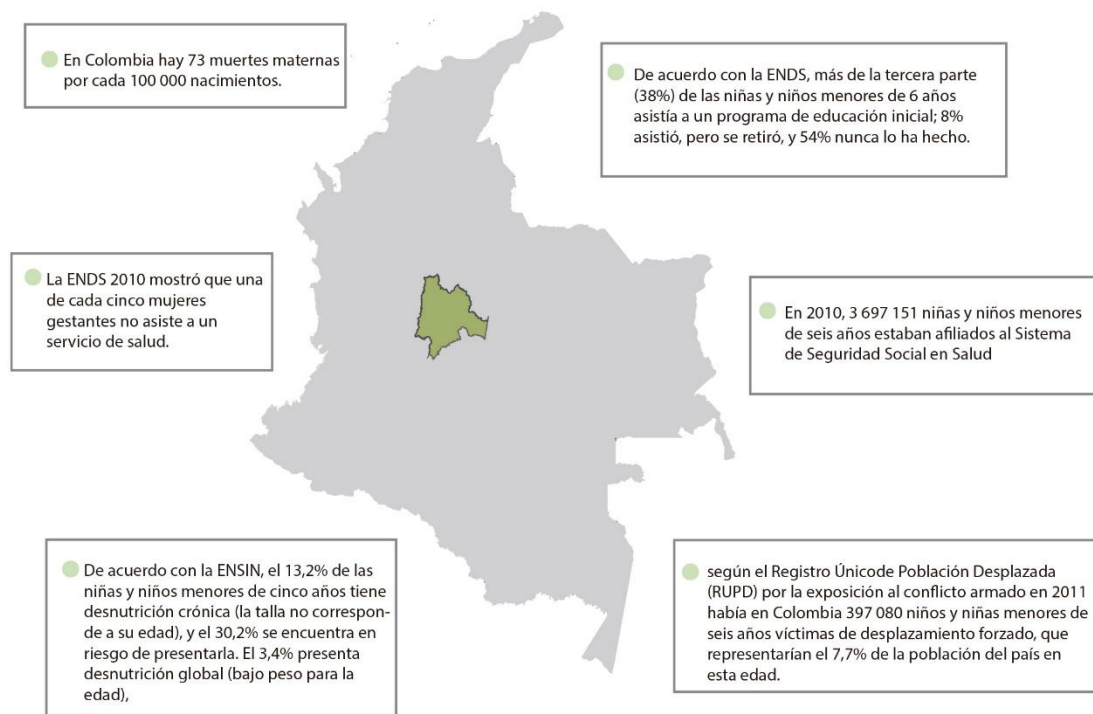 En Colombia hay 73 muertes maternas
por cada 100 000 nacimientos.
De acuerdo con la ENDS, más de la tercera parte
(38%) de las niñas y niños menores de 6 años
asistía a un programa de educación inicial; 8%
asistió, pero se retiró, y 54% nunca lo ha hecho.
La ENDS 2010 mostró que una
de cada cinco mujeres
gestantes no asiste a un
servicio de salud.
En 2010, 3 697 151 niñas y niños menores
de seis años estaban afiliados al Sistema
de Seguridad Social en Salud
De acuerdo con la ENSIN, el 13,2% de las
niñas y niños menores de cinco años tiene
desnutrición crónica (la talla no correspon-
de a su edad), y el 30,2% se encuentra en
riesgo de presentarla. El 3,4% presenta
desnutrición global (bajo peso para la
edad),
según el Registro Únicode Población Desplazada
(RUPD) por la exposición al conflicto armado en 2011
había en Colombia 397 080 niños y niñas menores de
seis años víctimas de desplazamiento forzado, que
representarían el 7,7% de la población del país en
esta edad.